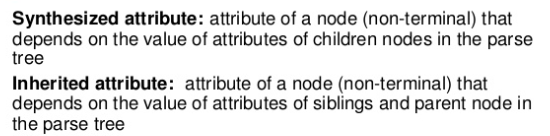 Synthesized attribute: attribute of a node (non-terminal) that
depends on the value of attributes of children nodes in the parse
tree
Inherited attribute: attribute of a node (non-terminal) that
depends on the value of attributes of siblings and parent node in
the parse tree